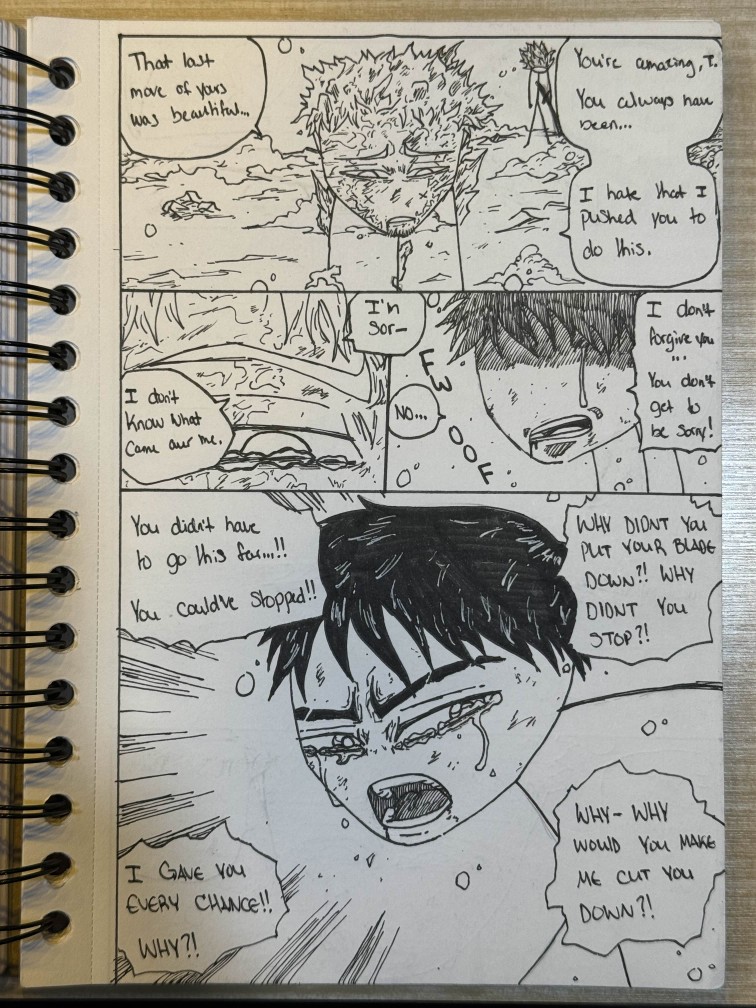 That last
move of yours
was beautiful...
You're amazing, T.
You always have
been...
I hate that I
pushed you to
do this.
I'm
Sor-
I don't
know what
came over me.
FWOOF
NO...
I don't
forgive you
...
You don't
get to
be sorry!
You didn't have
to go this far...!!
You could've stopped!!
WHY DIDNT YOU
PUT YOUR BLADE
DOWN?! WHY
DIDNT YOU
STOP?!
I GAVE YOU
EVERY CHANCE!!
WHY?!
WHY- WHY
WOULD YOU MAKE
ME CUT YOU
DOWN?!